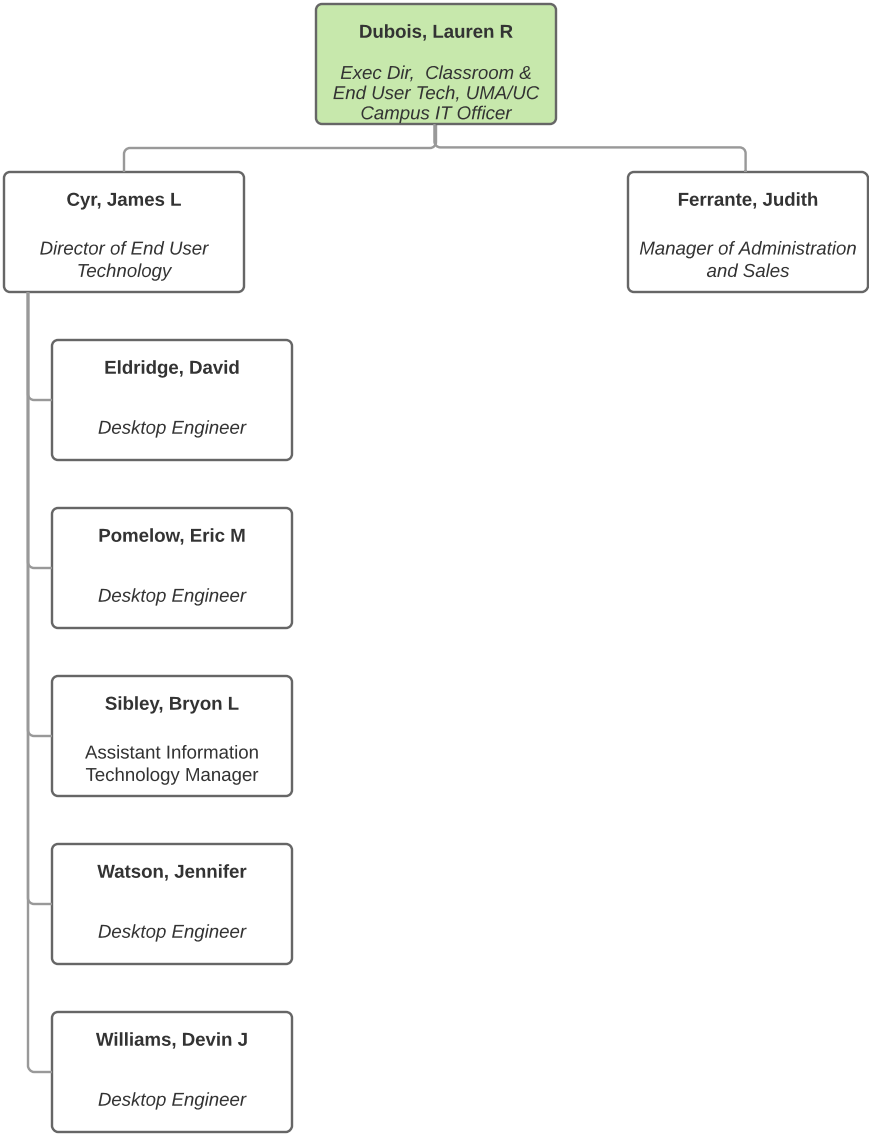 Dubois, Lauren R
Exec Dir,  Classroom &
End User Tech, UMA/UC
Campus IT Officer
Cyr, James L
Director of End User
Technology
Ferrante, Judith
Manager of Administration
and Sales
Eldridge, David
Desktop Engineer
Pomelow, Eric M
Desktop Engineer
Sibley, Bryon L
Assistant Information
Technology Manager
Watson, Jennifer
Desktop Engineer
Williams, Devin J
Desktop Engineer